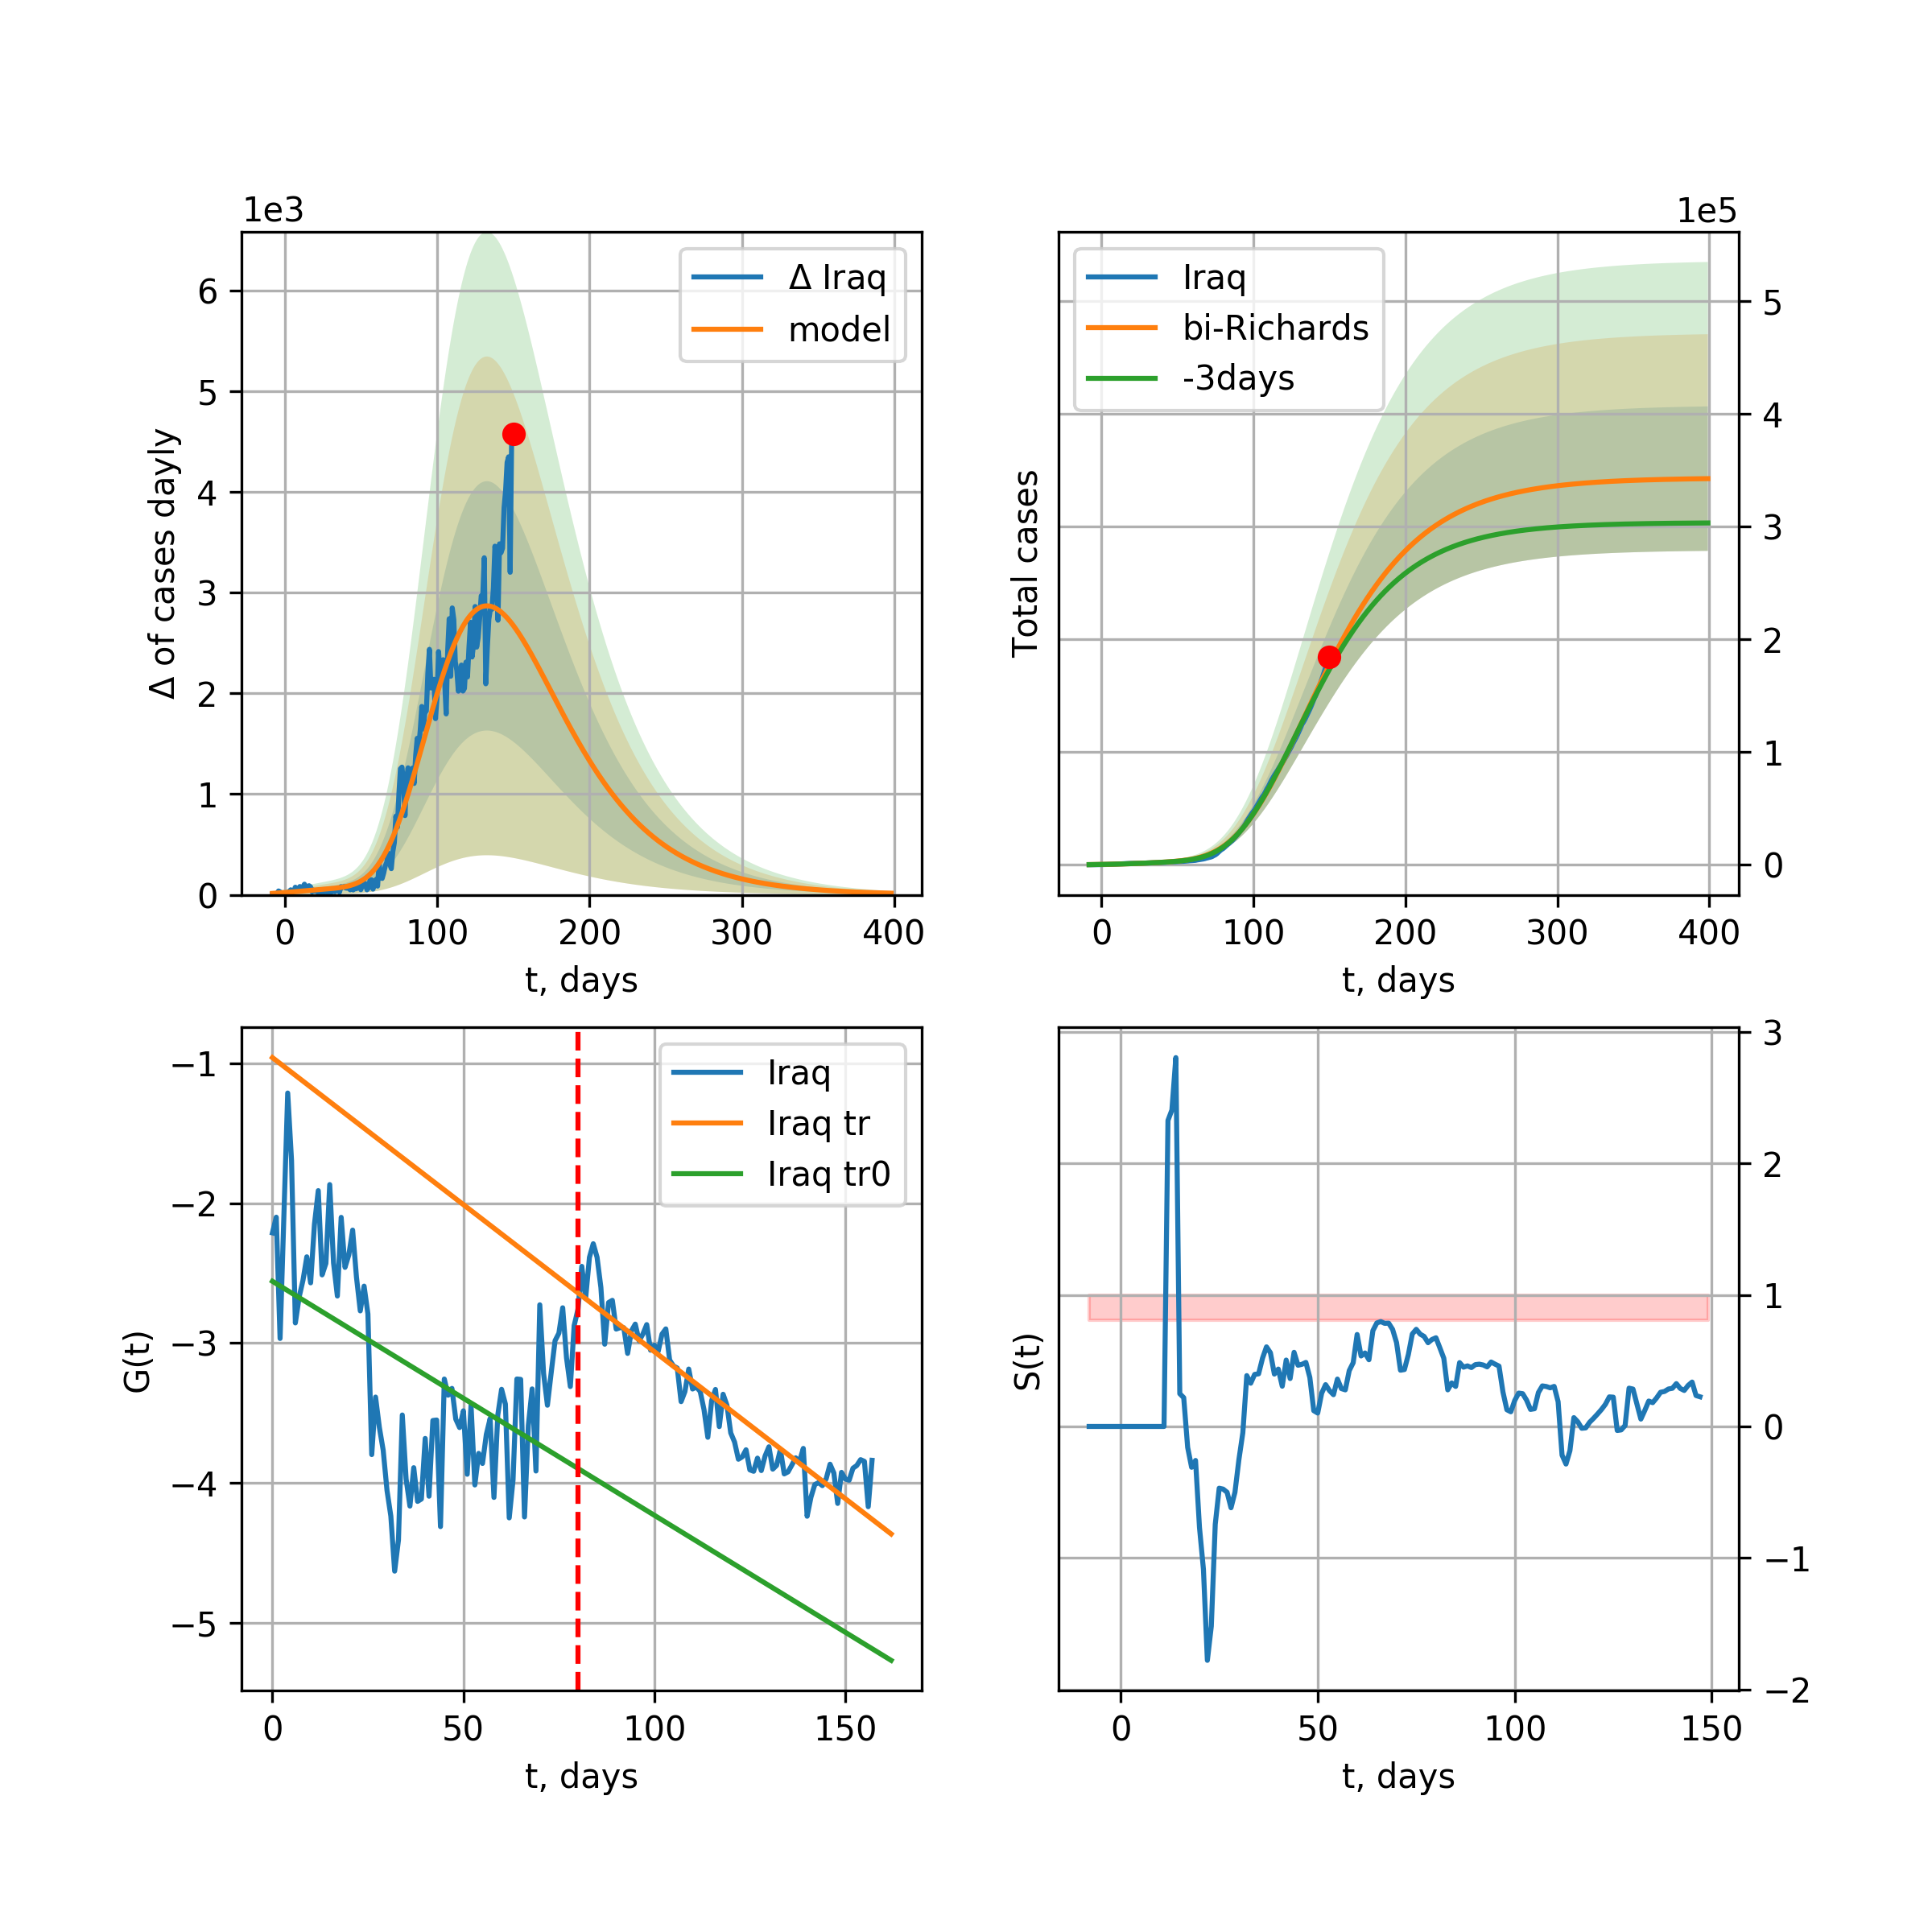 1e3
Δ of cases dayly
6
5
4
3
2
1
0
Δ Iraq
model
0 100 200 300 400
t, days
1e5
Total cases
Iraq
bi-Richards
-3days
5
4
3
2
1
0
0 100 200 300 400
t, days
G(t)
−1
−2
−3
−4
−5
Iraq
Iraq tr
Iraq tr0
0 50 100 150
t, days
S(t)
3
2
1
0
−1
−2
0 50 100 150
t, days